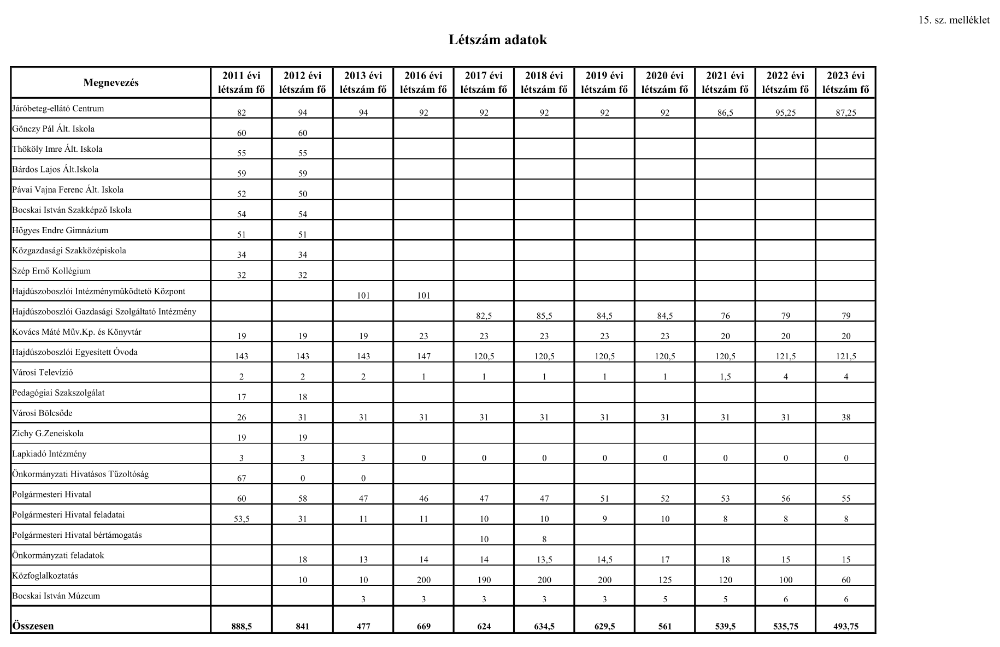 15. sz. melléklet
Létszám adatok
Megnevezés 2011 évi létszám fő 2012 évi létszám fő 2013 évi létszám fő 2016 évi létszám fő 2017 évi létszám fő 2018 évi létszám fő 2019 évi létszám fő 2020 évi létszám fő 2021 évi létszám fő 2022 évi létszám fő 2023 évi létszám fő
Járóbeteg-ellátó Centrum 82 94 94 92 92 92 92 92 86,5 95,25 87,25
Gönczy Pál Ált. Iskola 60 60
Thököly Imre Ált. Iskola 55 55
Bárdos Lajos Ált.Iskola 59 59
Pávai Vajna Ferenc Ált. Iskola 52 50
Bocskai István Szakképző Iskola 54 54
Hőgyes Endre Gimnázium 51 51
Közgazdasági Szakközépiskola 34 34
Szép Ernő Kollégium 32 32
Hajdúszoboszlói Intézményműködtető Központ 101 101
Hajdúszoboszlói Gazdasági Szolgáltató Intézmény 82,5 85,5 84,5 84,5 76 79 79
Kovács Máté Műv.Kp. és Könyvtár 19 19 19 23 23 23 23 23 20 20 20
Hajdúszoboszlói Egyesített Óvoda 143 143 143 147 120,5 120,5 120,5 120,5 120,5 121,5 121,5
Városi Televízió 2 2 2 1 1 1 1 1 1,5 4 4
Pedagógiai Szakszolgálat 17 18
Városi Bölcsőde 26 31 31 31 31 31 31 31 31 31 38
Zichy G.Zeneiskola 19 19
Lapkiadó Intézmény 3 3 3 0 0 0 0 0 0 0 0
Önkormányzati Hivatásos Tűzoltóság 67 0 0
Polgármesteri Hivatal 60 58 47 46 47 47 51 52 53 56 55
Polgármesteri Hivatal feladatai 53,5 31 11 11 10 10 9 10 8 8 8
Polgármesteri Hivatal bértámogatás 10 8
Önkormányzati feladatok 18 13 14 14 13,5 14,5 17 18 15 15
Közfoglalkoztatás 10 10 200 190 200 200 125 120 100 60
Bocskai István Múzeum 3 3 3 3 3 5 5 6 6
Összesen 888,5 841 477 669 624 634,5 629,5 561 539,5 535,75 493,75